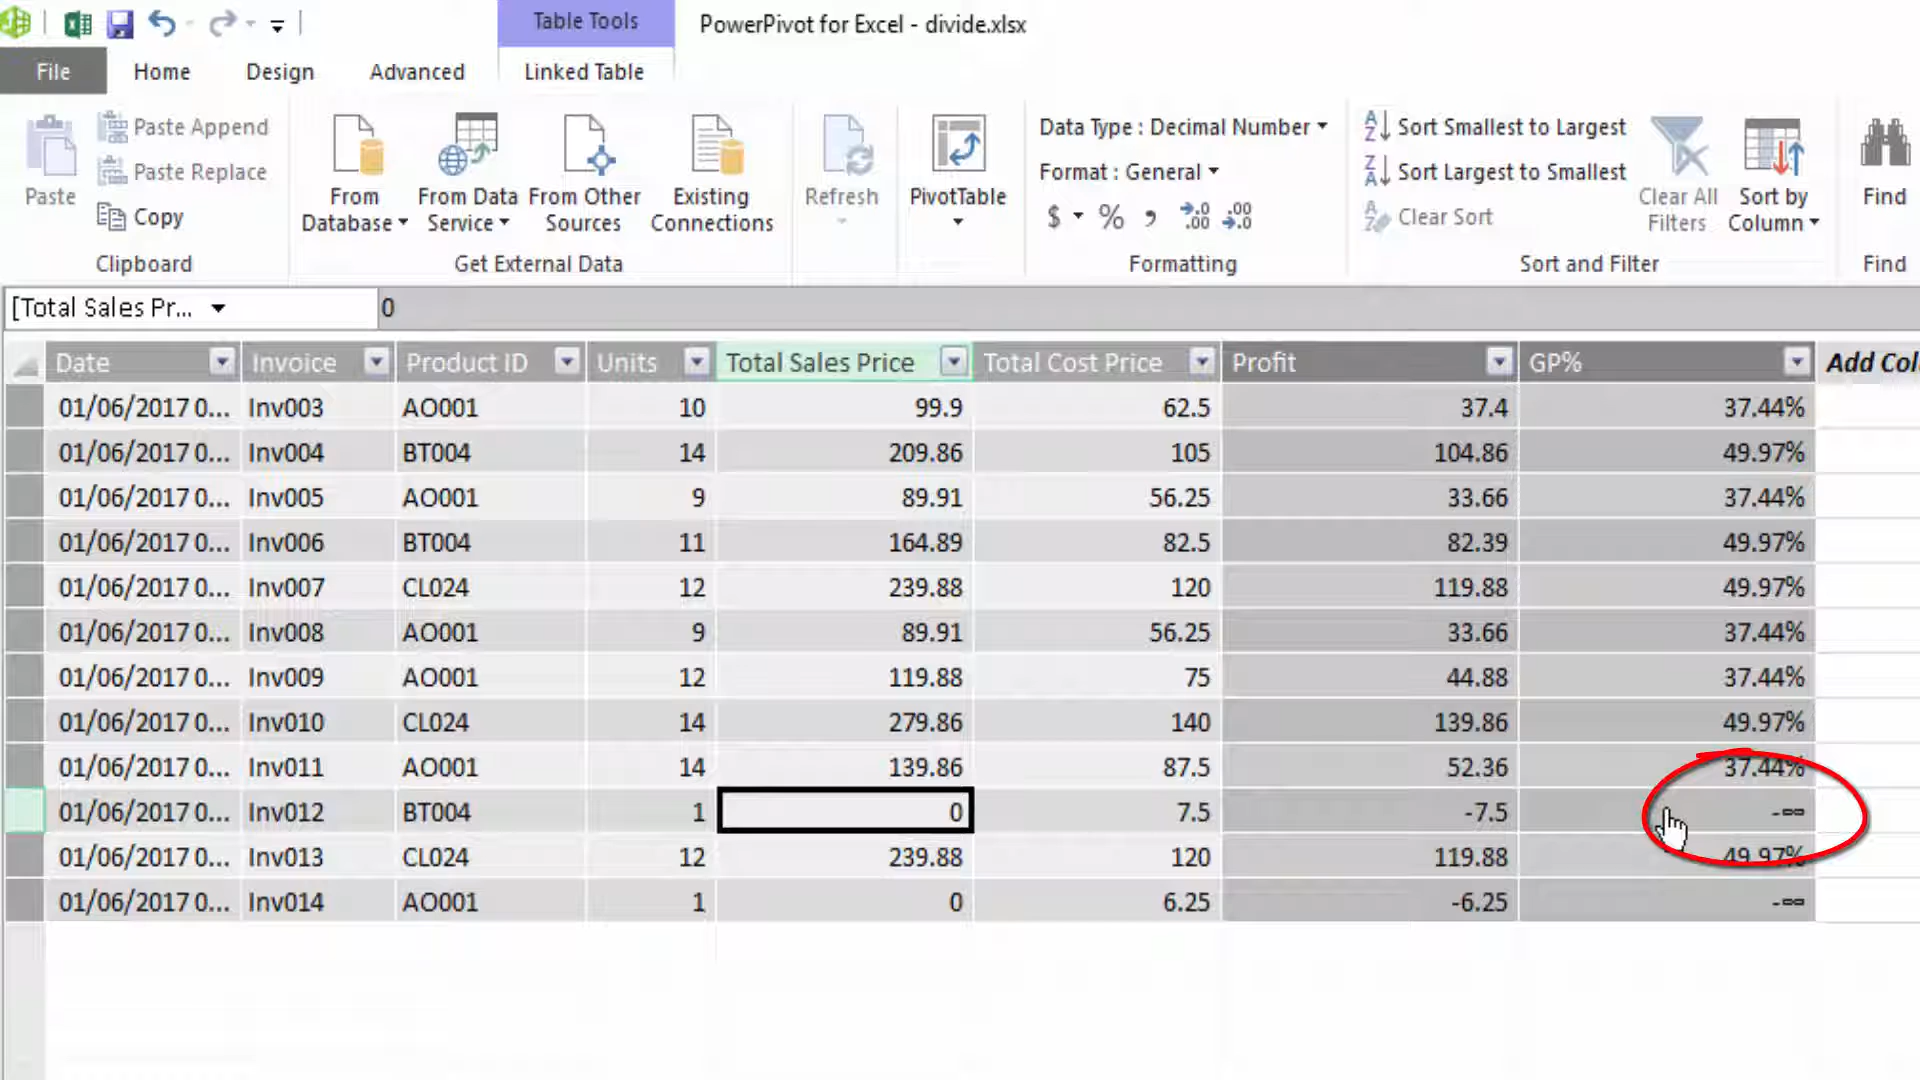 Table Tools
PowerPivot for Excel - divide.xlsx
File Home Design Advanced Linked Table
Paste
Paste Append
Paste Replace
Copy
Clipboard
From Database
From Data Service
From Other Sources
Existing Connections
Get External Data
Refresh
PivotTable
Data Type : Decimal Number
Format : General
$ % , .0 .00 .00 .0
Formatting
Sort Smallest to Largest
Sort Largest to Smallest
Clear Sort
Clear All Filters
Sort by Column
Sort and Filter
Find
Find
[Total Sales Pr... 0
Date Invoice Product ID Units Total Sales Price Total Cost Price Profit GP% Add Col
01/06/2017 0... Inv003 AO001 10 99.9 62.5 37.4 37.44%
01/06/2017 0... Inv004 BT004 14 209.86 105 104.86 49.97%
01/06/2017 0... Inv005 AO001 9 89.91 56.25 33.66 37.44%
01/06/2017 0... Inv006 BT004 11 164.89 82.5 82.39 49.97%
01/06/2017 0... Inv007 CL024 12 239.88 120 119.88 49.97%
01/06/2017 0... Inv008 AO001 9 89.91 56.25 33.66 37.44%
01/06/2017 0... Inv009 AO001 12 119.88 75 44.88 37.44%
01/06/2017 0... Inv010 CL024 14 279.86 140 139.86 49.97%
01/06/2017 0... Inv011 AO001 14 139.86 87.5 52.36 37.44%
01/06/2017 0... Inv012 BT004 1 0 7.5 -7.5 -∞
01/06/2017 0... Inv013 CL024 12 239.88 120 119.88 49.97%
01/06/2017 0... Inv014 AO001 1 0 6.25 -6.25 -∞